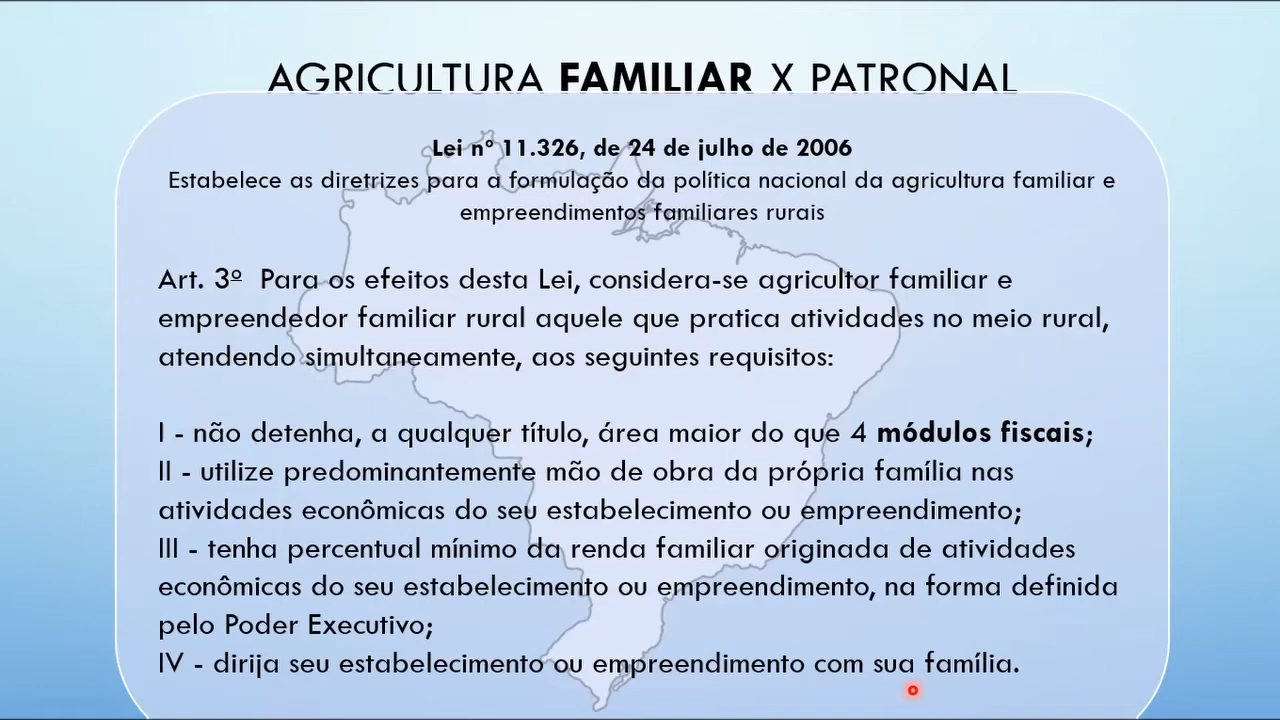 AGRICULTURA FAMILIAR X PATRONAL
Lei nº 11.326, de 24 de julho de 2006
Estabelece as diretrizes para a formulação da política nacional da agricultura familiar e
empreendimentos familiares rurais
Art. 3º Para os efeitos desta Lei, considera-se agricultor familiar e
empreendedor familiar rural aquele que pratica atividades no meio rural,
atendendo simultaneamente, aos seguintes requisitos:
I - não detenha, a qualquer título, área maior do que 4 módulos fiscais;
II - utilize predominantemente mão de obra da própria família nas
atividades econômicas do seu estabelecimento ou empreendimento;
III - tenha percentual mínimo da renda familiar originada de atividades
econômicas do seu estabelecimento ou empreendimento, na forma definida
pelo Poder Executivo;
IV - dirija seu estabelecimento ou empreendimento com sua família.